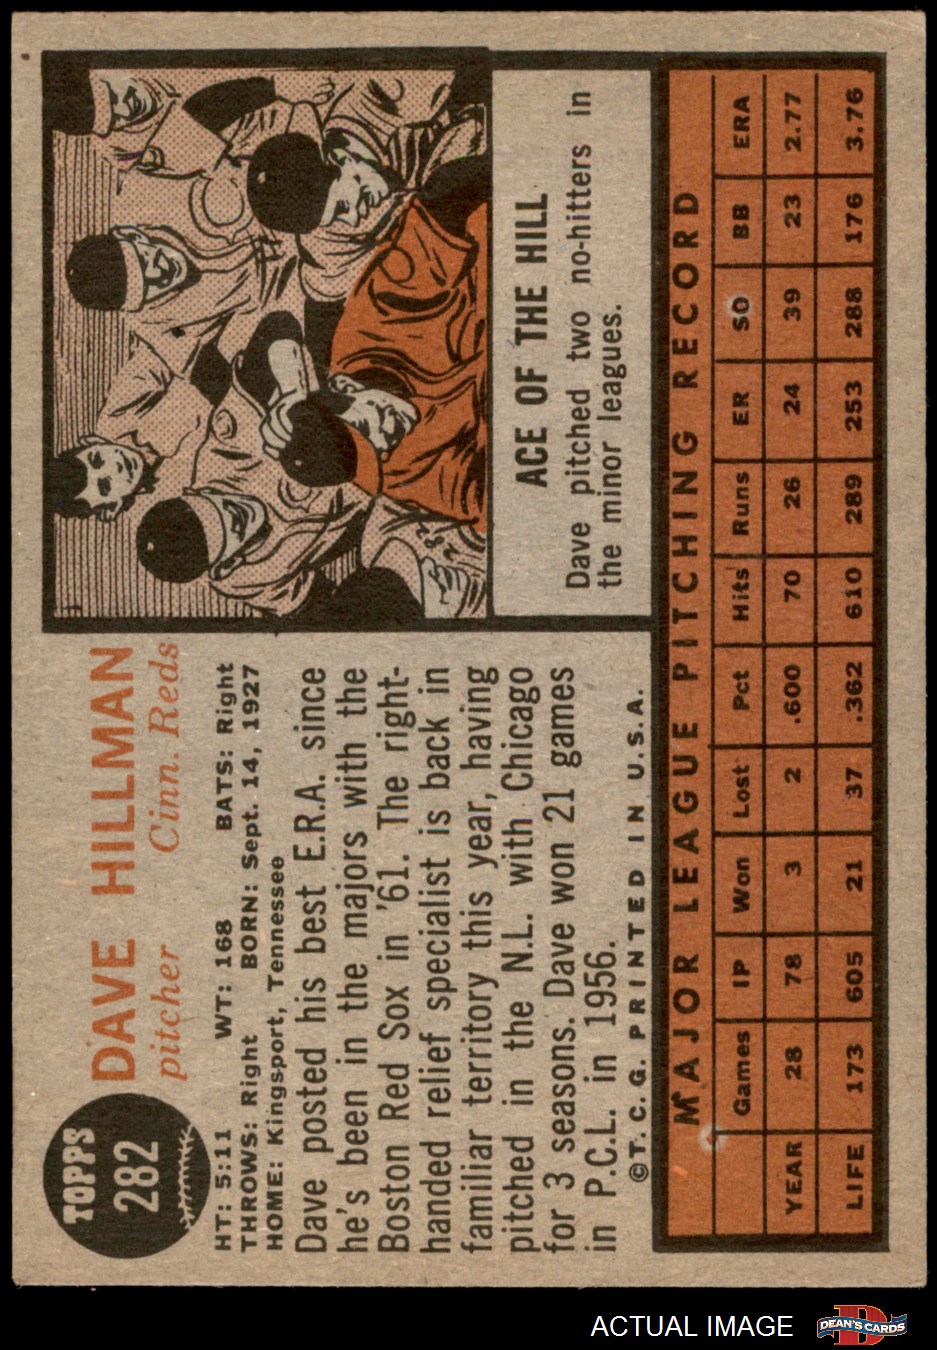 TOPPS
282
DAVE HILLMAN
pitcher Cinn. Reds
HT: 5:11 WT: 168 BATS: Right
THROWS: Right BORN: Sept. 14, 1927
HOME: Kingsport, Tennessee
Dave posted his best E.R.A. since
he's been in the majors with the
Boston Red Sox in '61. The right-
handed relief specialist is back in
familiar territory this year, having
pitched in the N.L. with Chicago
for 3 seasons. Dave won 21 games
in P.C.L. in 1956.
©T. C. G. PRINTED IN U.S.A.
ACE OF THE HILL
Dave pitched two no-hitters in
the minor leagues.
MAJOR LEAGUE PITCHING RECORD
Games IP Won Lost Pct Hits Runs ER SO BB ERA
YEAR 28 78 3 2 .600 70 26 24 39 23 2.77
LIFE 173 605 21 37 .362 610 289 253 288 176 3.76
ACTUAL IMAGE
DEAN'S CARDS